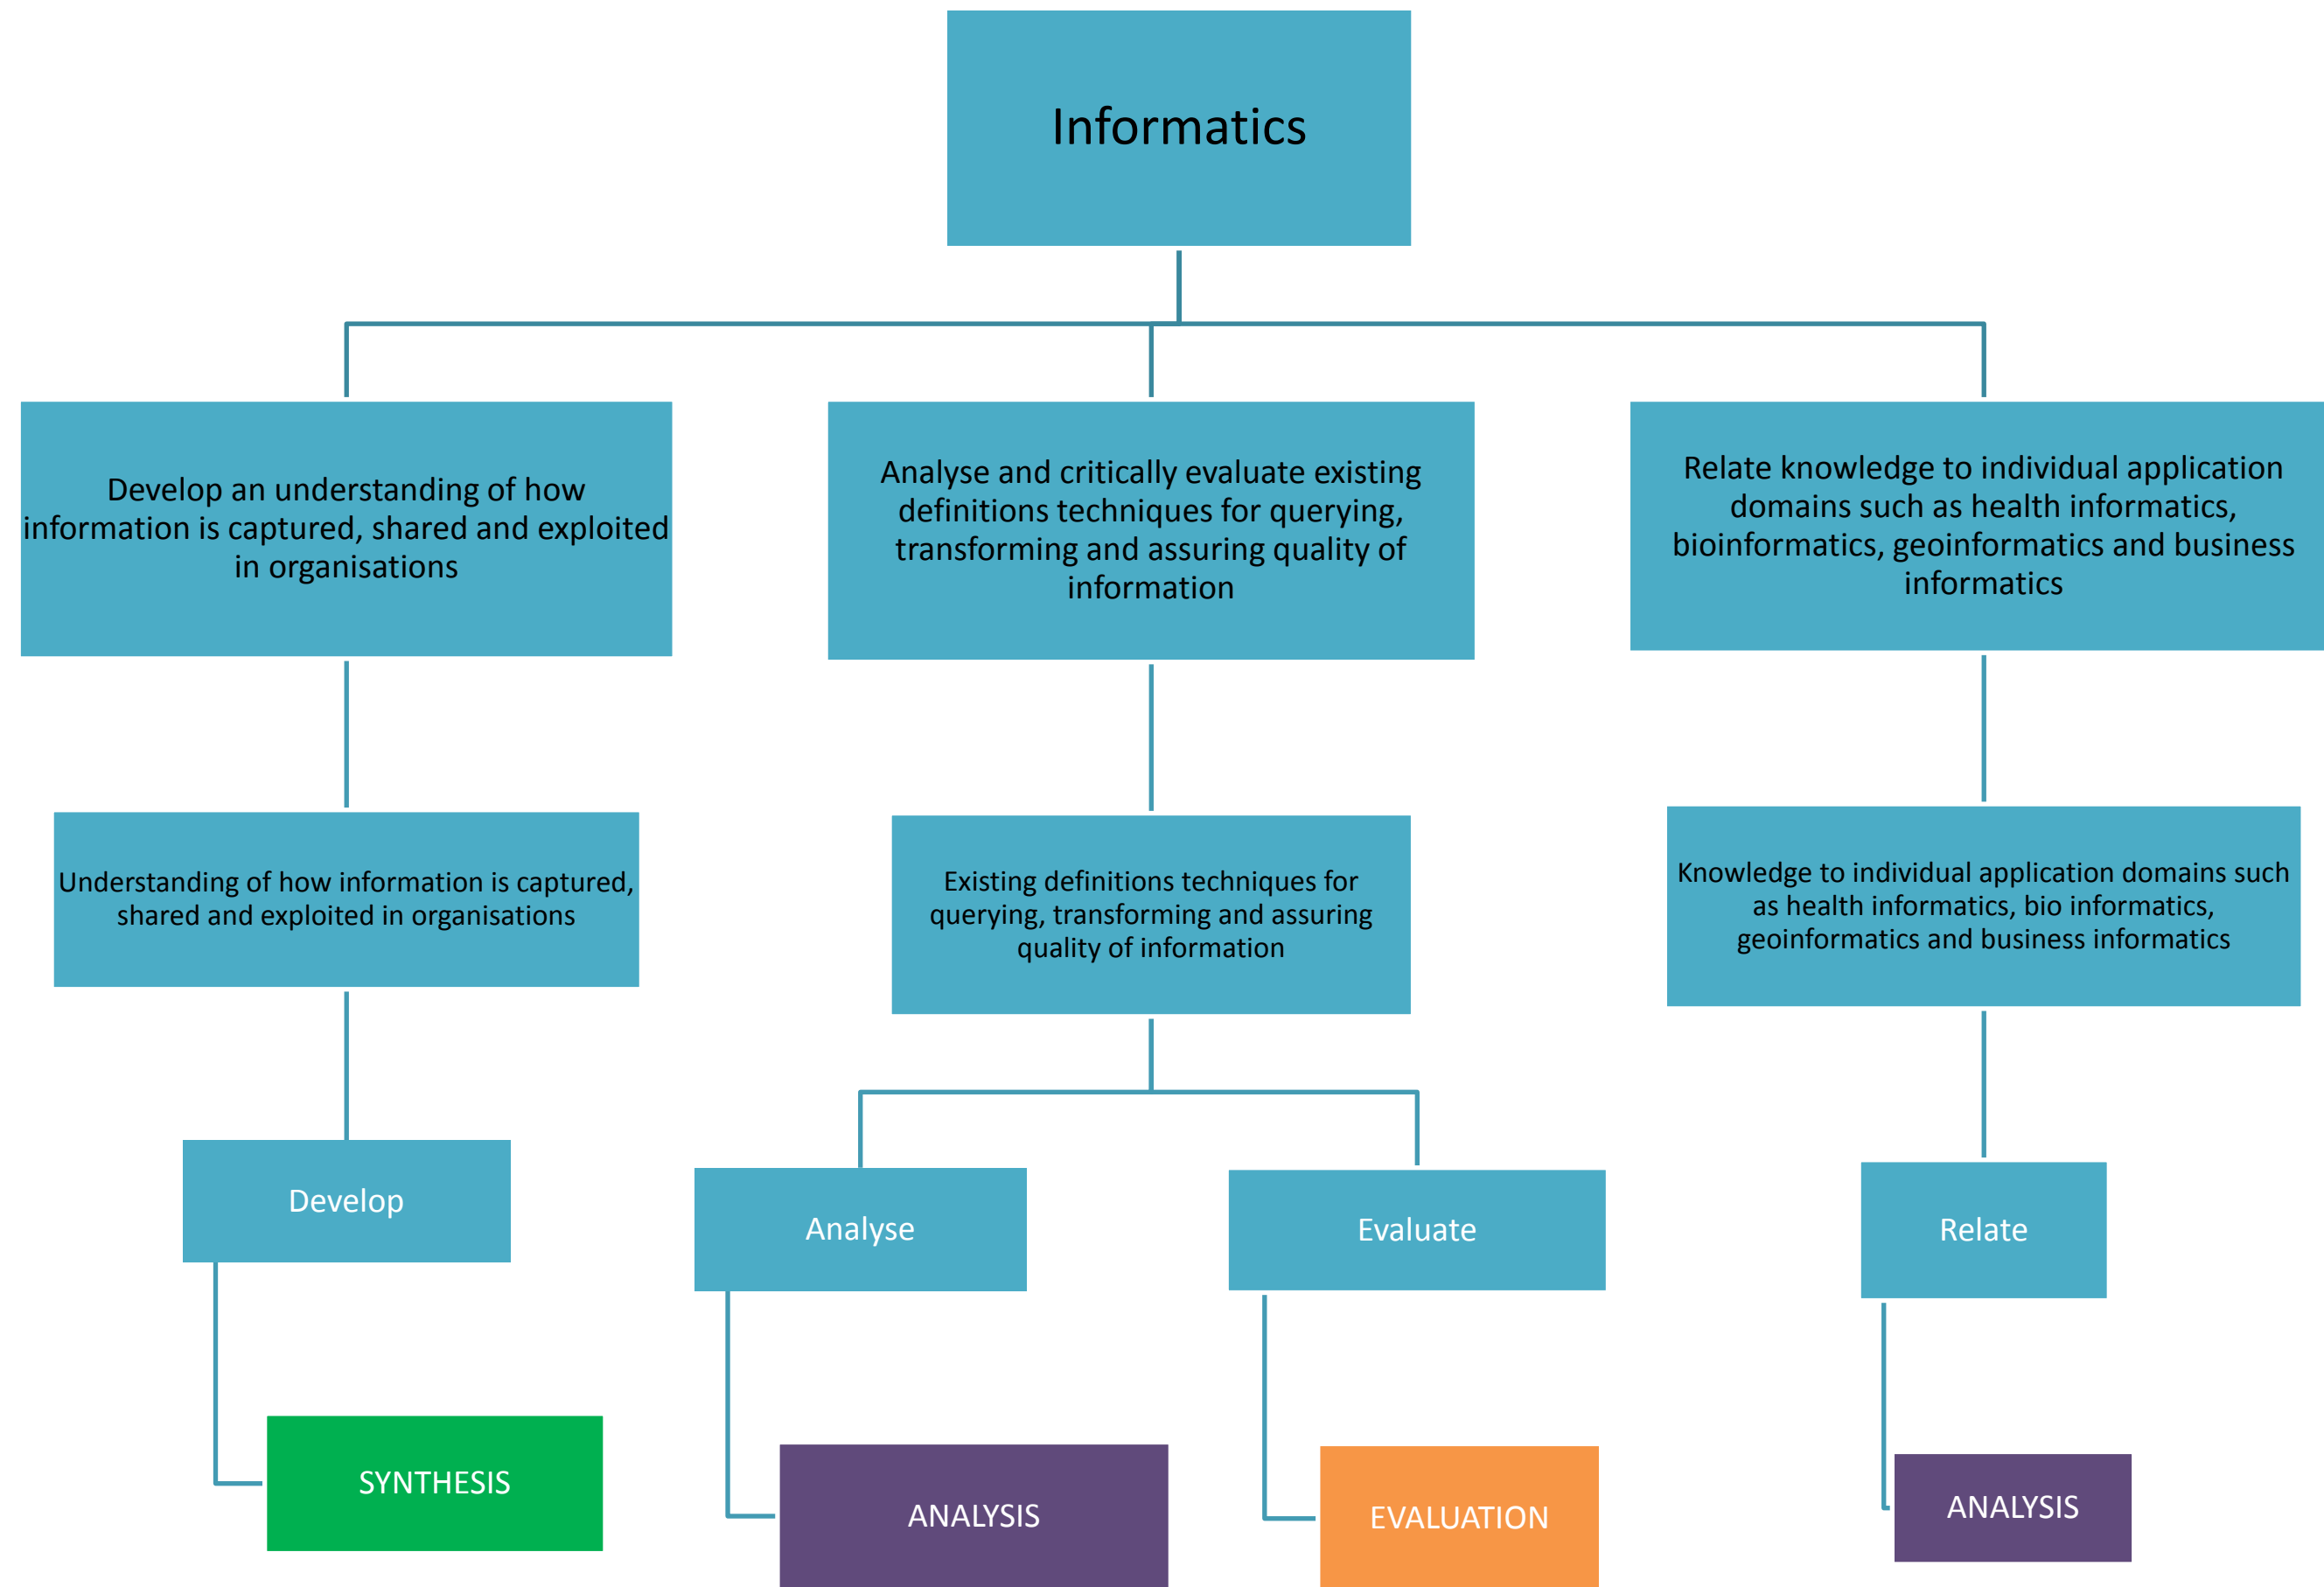 Informatics
Develop an understanding of how
information is captured, shared and exploited
in organisations
Analyse and critically evaluate existing
definitions techniques for querying,
transforming and assuring quality of
information
Relate knowledge to individual application
domains such as health informatics,
bioinformatics, geoinformatics and business
informatics
Understanding of how information is captured,
shared and exploited in organisations
Existing definitions techniques for
querying, transforming and assuring
quality of information
Knowledge to individual application domains such
as health informatics, bio informatics,
geoinformatics and business informatics
Develop
Analyse
Evaluate
Relate
SYNTHESIS
ANALYSIS
EVALUATION
ANALYSIS